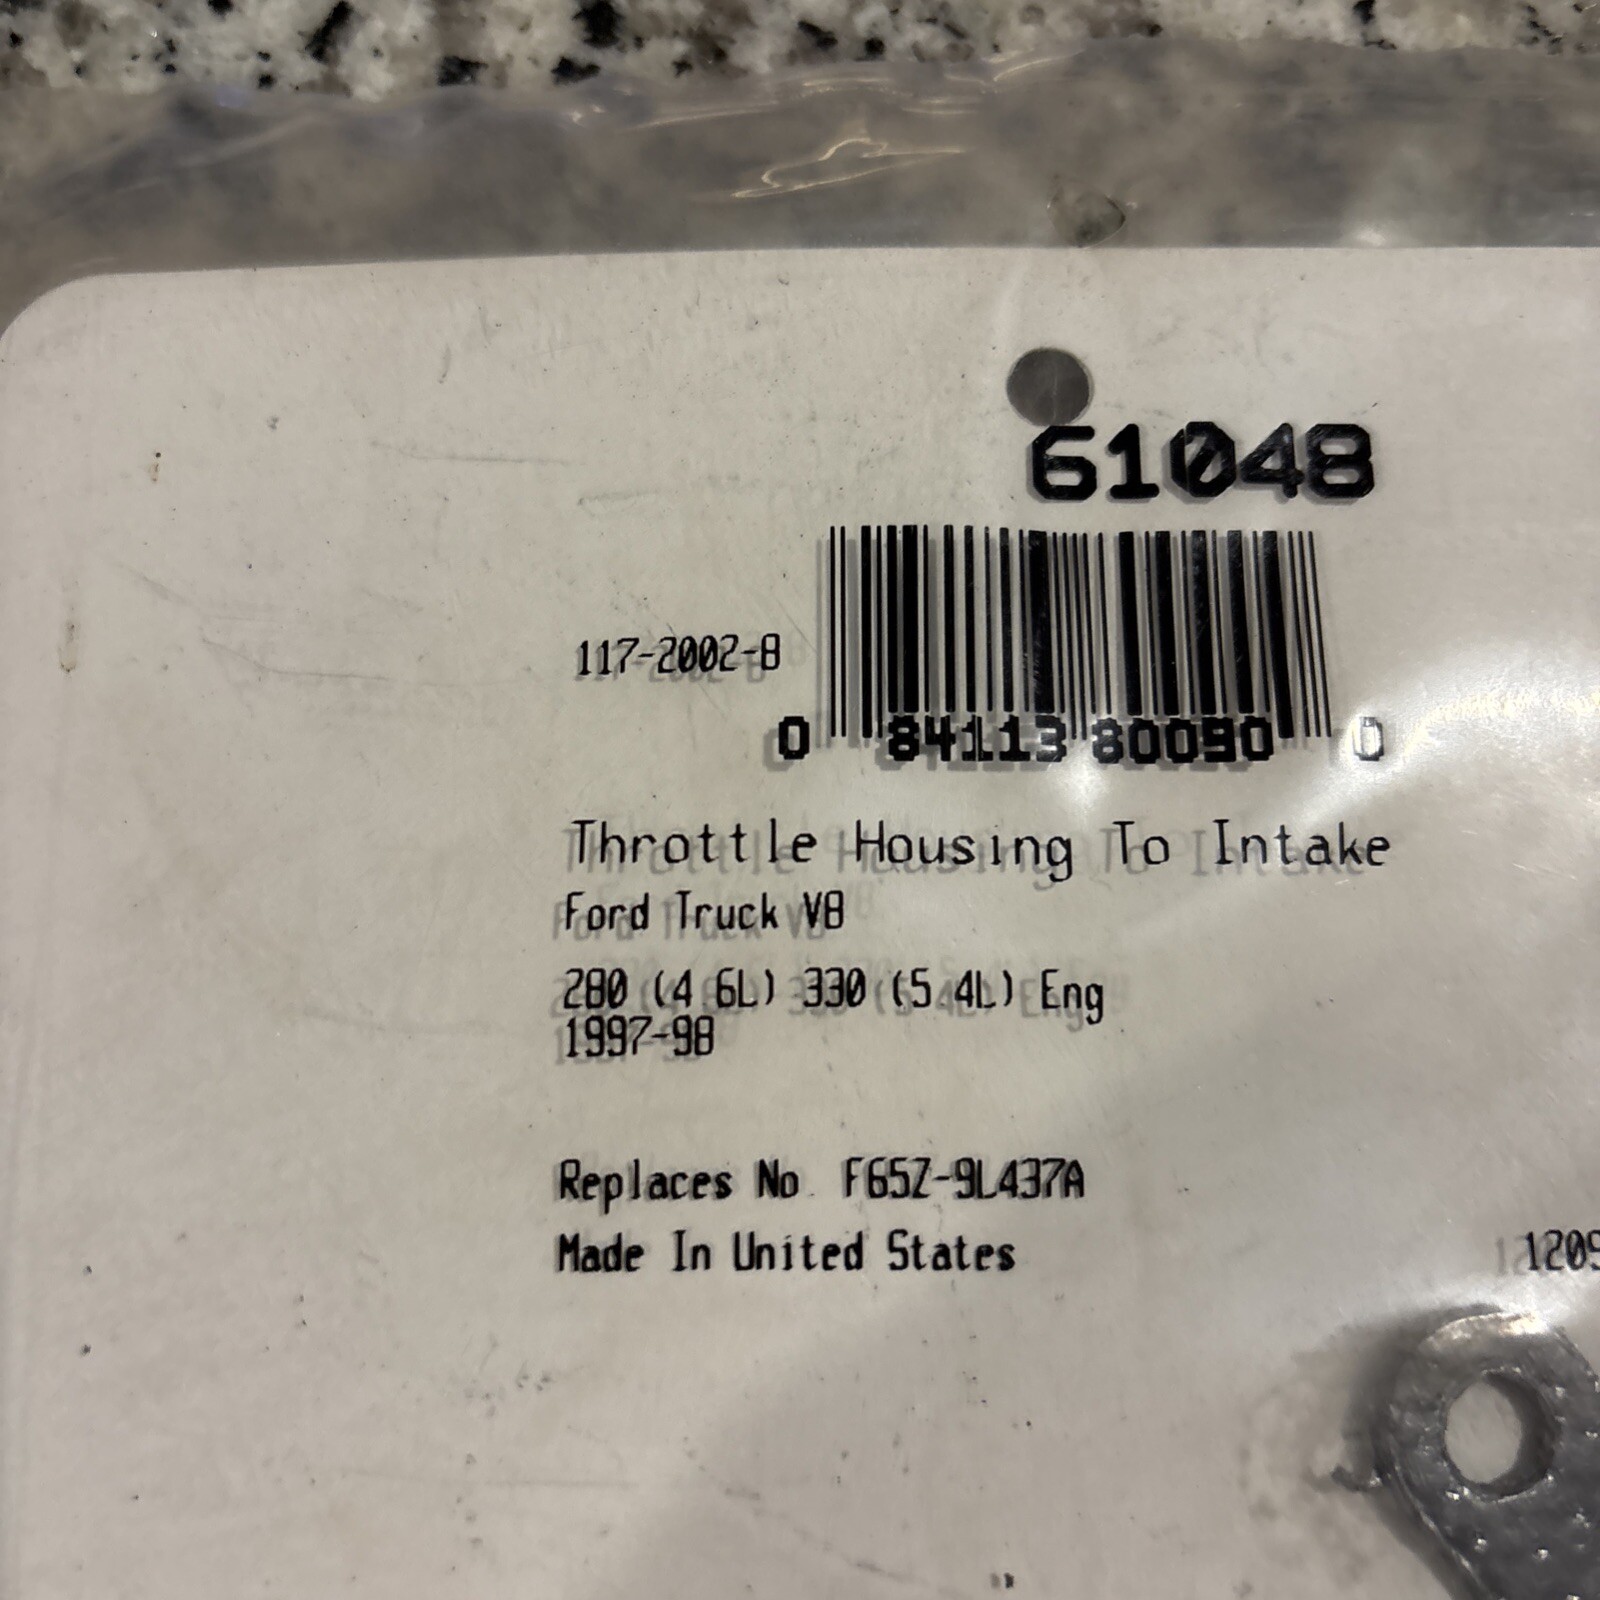 61048
117-2002-B
0 84113 80090 0
Throttle Housing To Intake
Ford Truck V8
280 (4.6L) 330 (5.4L) Eng
1997-98
Replaces No. F65Z-9L437A
Made In United States
1209